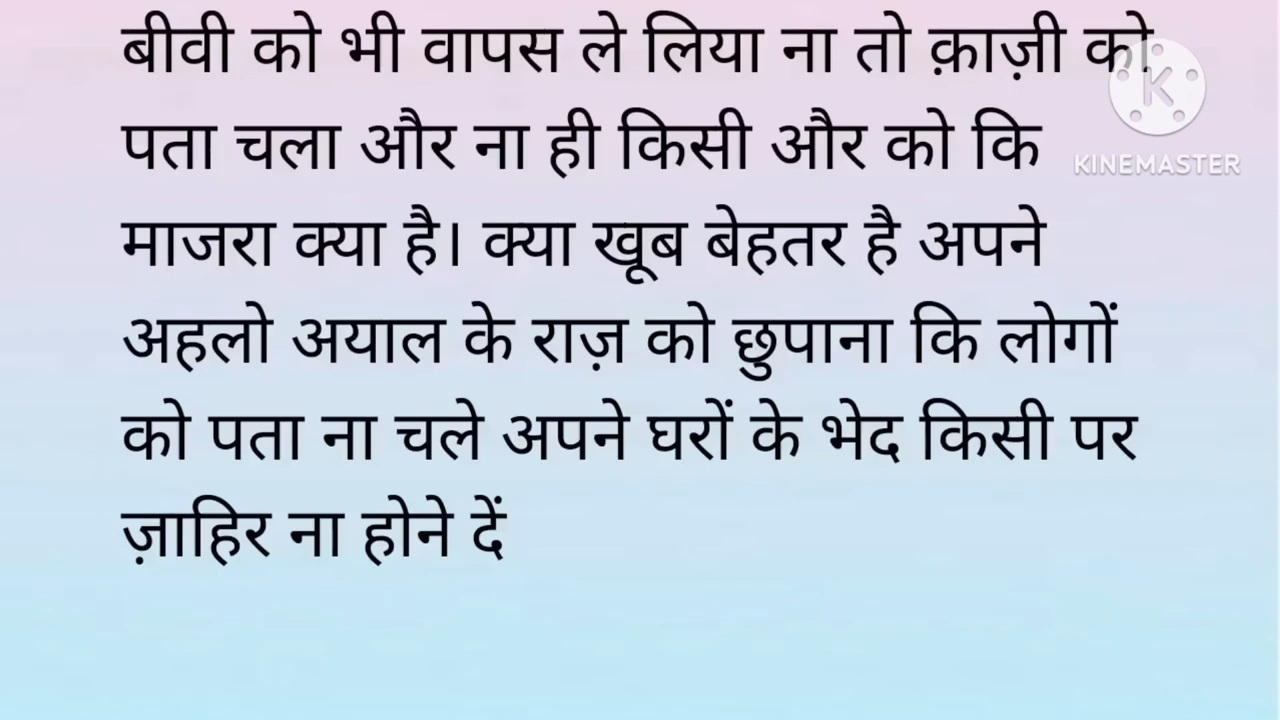 बीवी को भी वापस ले लिया ना तो क़ाज़ी को
पता चला और ना ही किसी और को कि
माजरा क्या है। क्या खूब बेहतर है अपने
अहलो अयाल के राज़ को छुपाना कि लोगों
को पता ना चले अपने घरों के भेद किसी पर
ज़ाहिर ना होने दें
K
KINEMASTER